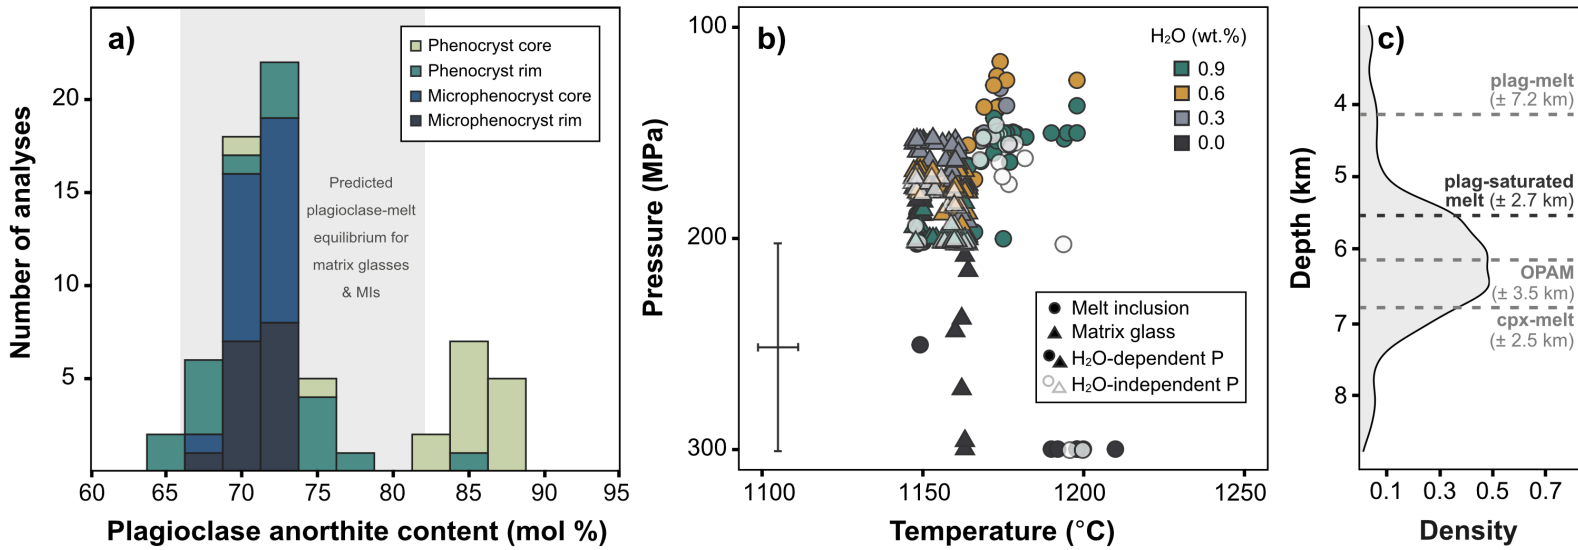 a)
Number of analyses
20
15
10
5
Phenocryst core
Phenocryst rim
Microphenocryst core
Microphenocryst rim
Predicted
plagioclase-melt
equilibrium for
matrix glasses
& MIs
60 65 70 75 80 85 90 95
Plagioclase anorthite content (mol %)
b)
Pressure (MPa)
100
200
300
H₂O (wt.%)
0.9
0.6
0.3
0.0
Melt inclusion
Matrix glass
H₂O-dependent P
H₂O-independent P
1100 1150 1200 1250
Temperature (°C)
c)
Depth (km)
4
5
6
7
8
plag-melt
(± 7.2 km)
plag-saturated
melt (± 2.7 km)
OPAM
(± 3.5 km)
cpx-melt
(± 2.5 km)
0.1 0.3 0.5 0.7
Density